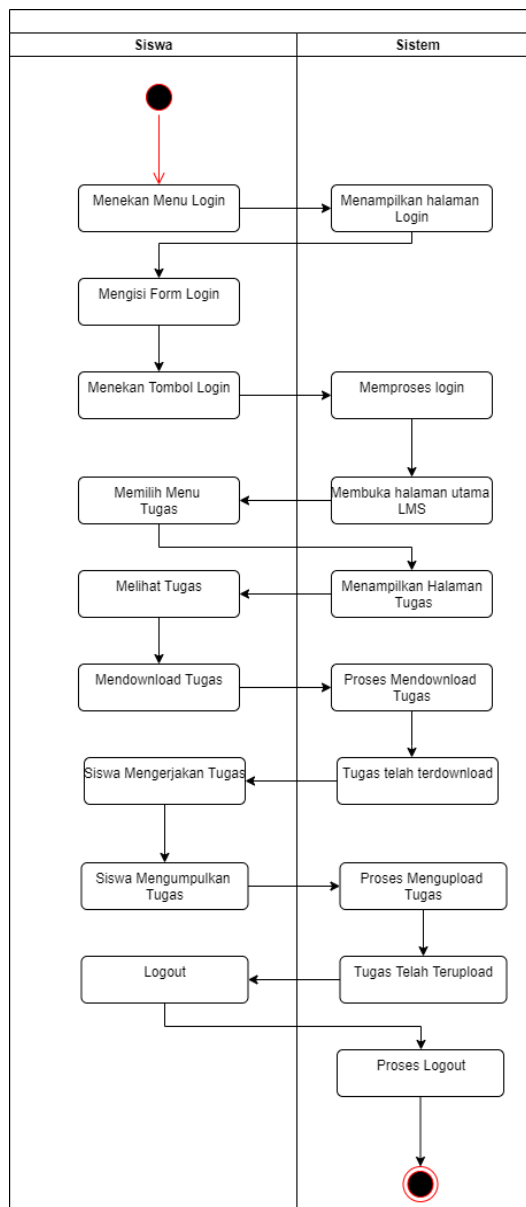 Siswa
Sistem
Menekan Menu Login
Menampilkan halaman
Login
Mengisi Form Login
Menekan Tombol Login
Memproses login
Memilih Menu
Tugas
Membuka halaman utama
LMS
Melihat Tugas
Menampilkan Halaman
Tugas
Mendownload Tugas
Proses Mendownload
Tugas
Siswa Mengerjakan Tugas
Tugas telah terdownload
Siswa Mengumpulkan
Tugas
Proses Mengupload
Tugas
Logout
Tugas Telah Terupload
Proses Logout